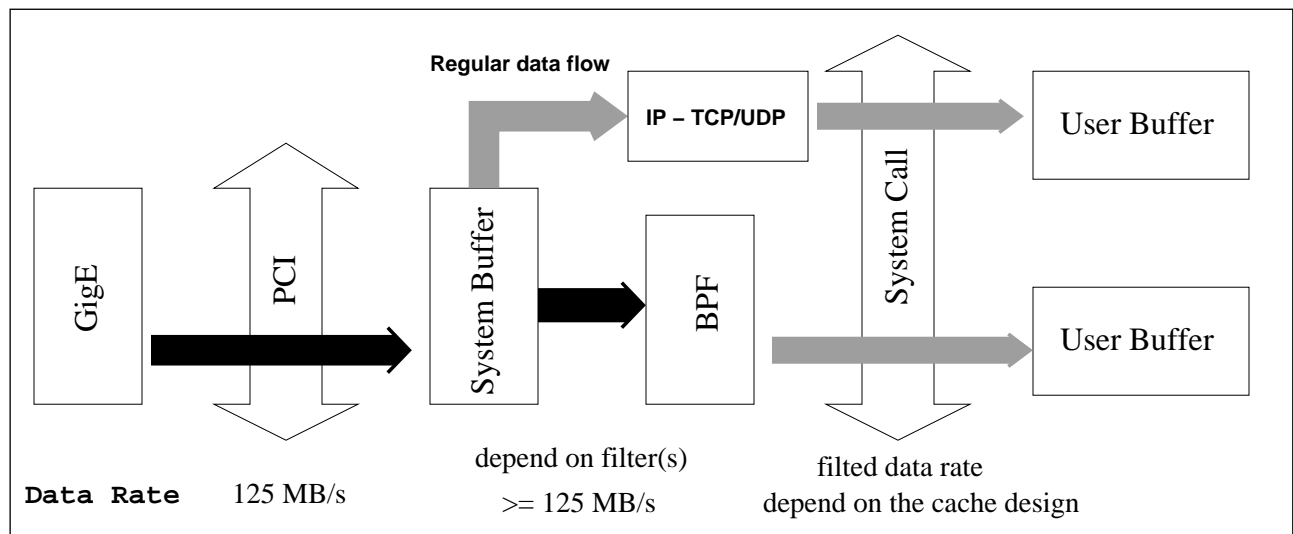 Regular data flow
IP – TCP/UDP
User Buffer
GigE
PCI
System Buffer
BPF
System Call
User Buffer
Data Rate
125 MB/s
depend on filter(s)
>= 125 MB/s
filted data rate
depend on the cache design